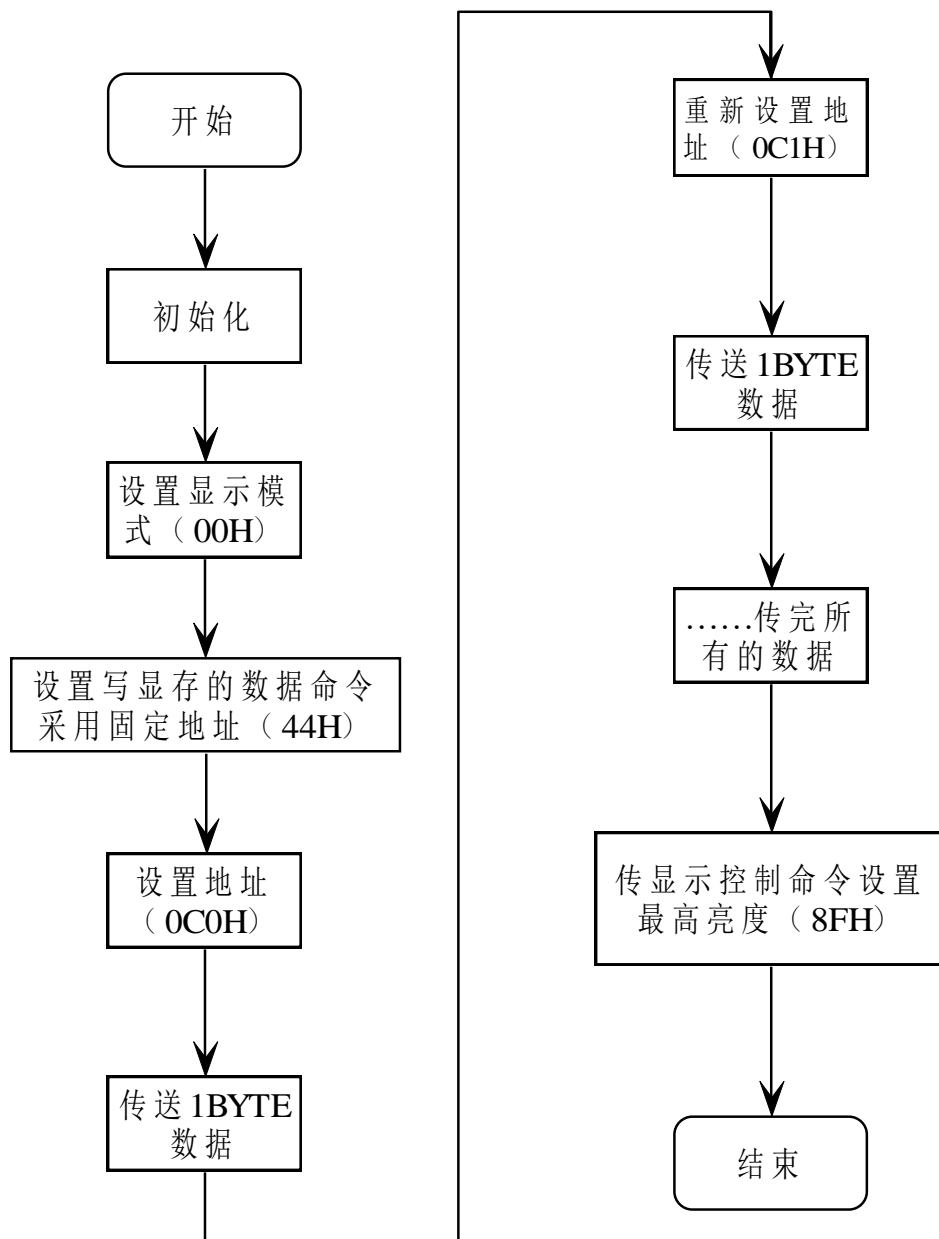 开始
初始化
设置显示模
式（00H）
设置写显存的数据命令
采用固定地址（44H）
设置地址
（0C0H）
传送1BYTE
数据
重新设置地
址（0C1H）
传送1BYTE
数据
……传完所
有的数据
传显示控制命令设置
最高亮度（8FH）
结束